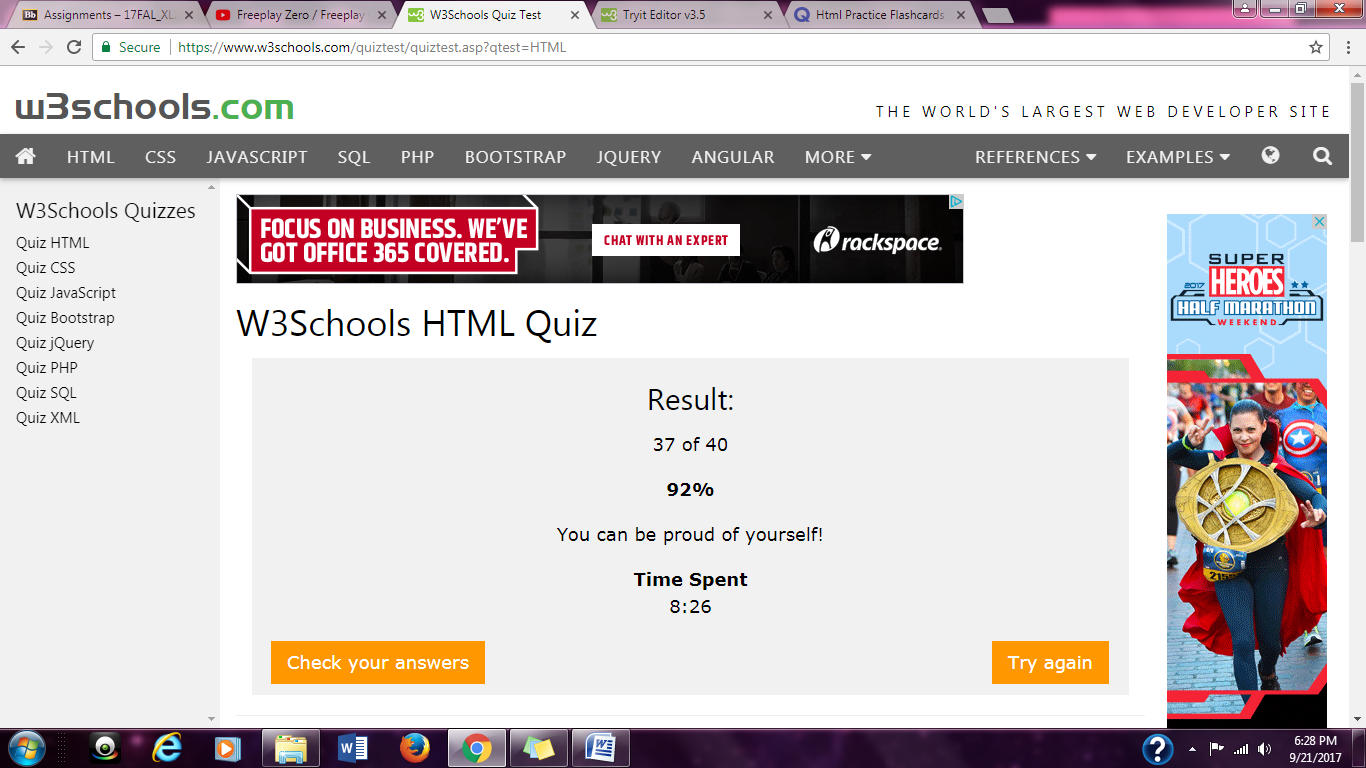 Assignments – 17FAL_XL
Freeplay Zero / Freeplay
W3Schools Quiz Test
Tryit Editor v3.5
Html Practice Flashcards
Secure
https://www.w3schools.com/quiztest/quiztest.asp?qtest=HTML
w3schools.com
THE WORLD'S LARGEST WEB DEVELOPER SITE
HTML CSS JAVASCRIPT SQL PHP BOOTSTRAP JQUERY ANGULAR MORE REFERENCES EXAMPLES
W3Schools Quizzes
Quiz HTML
Quiz CSS
Quiz JavaScript
Quiz Bootstrap
Quiz jQuery
Quiz PHP
Quiz SQL
Quiz XML
FOCUS ON BUSINESS. WE'VE
GOT OFFICE 365 COVERED.
CHAT WITH AN EXPERT
rackspace.
W3Schools HTML Quiz
Result:
37 of 40
92%
You can be proud of yourself!
Time Spent
8:26
Check your answers
Try again
SUPER
2017 HEROES
HALF MARATHON
WEEKEND
6:28 PM
9/21/2017